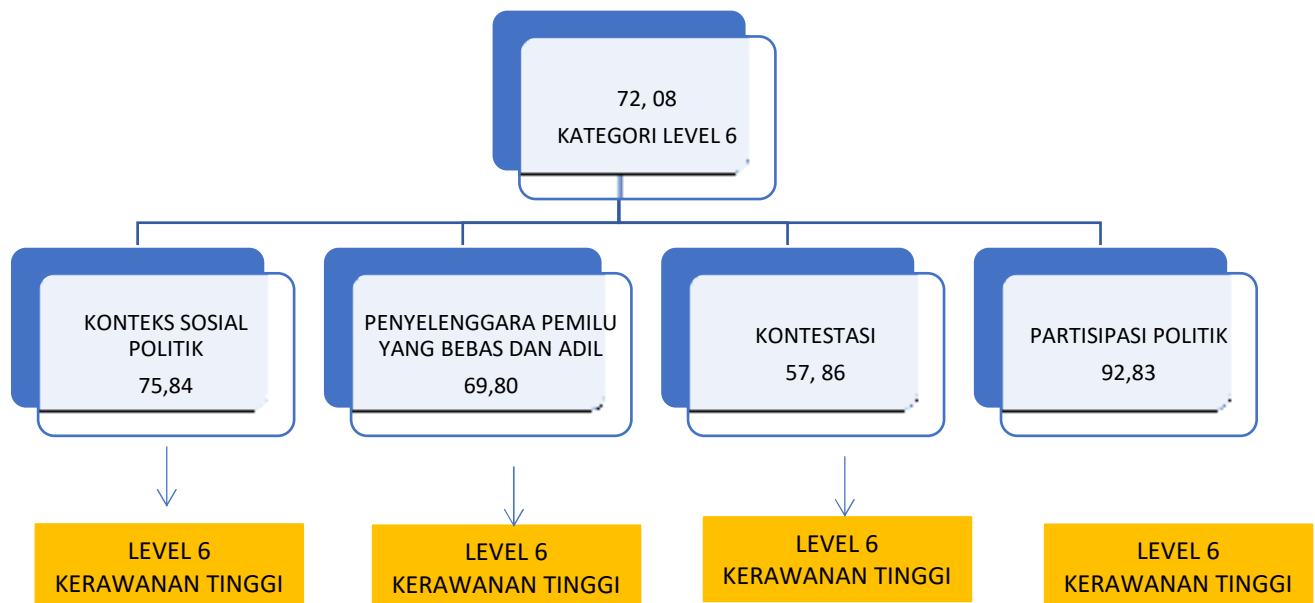 72, 08
KATEGORI LEVEL 6
KONTEKS SOSIAL
POLITIK
75,84
PENYELENGGARA PEMILU
YANG BEBAS DAN ADIL
69,80
KONTESTASI
57, 86
PARTISIPASI POLITIK
92,83
LEVEL 6
KERAWANAN TINGGI
LEVEL 6
KERAWANAN TINGGI
LEVEL 6
KERAWANAN TINGGI
LEVEL 6
KERAWANAN TINGGI